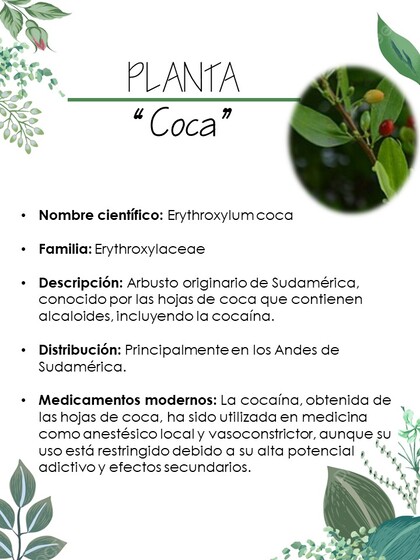 PLANTA
“Coca”
• Nombre científico: Erythroxylum coca
• Familia: Erythroxylaceae
• Descripción: Arbusto originario de Sudamérica,
conocido por las hojas de coca que contienen
alcaloides, incluyendo la cocaína.
• Distribución: Principalmente en los Andes de
Sudamérica.
• Medicamentos modernos: La cocaína, obtenida de
las hojas de coca, ha sido utilizada en medicina
como anestésico local y vasoconstrictor, aunque su
uso está restringido debido a su alta potencial
adictivo y efectos secundarios.